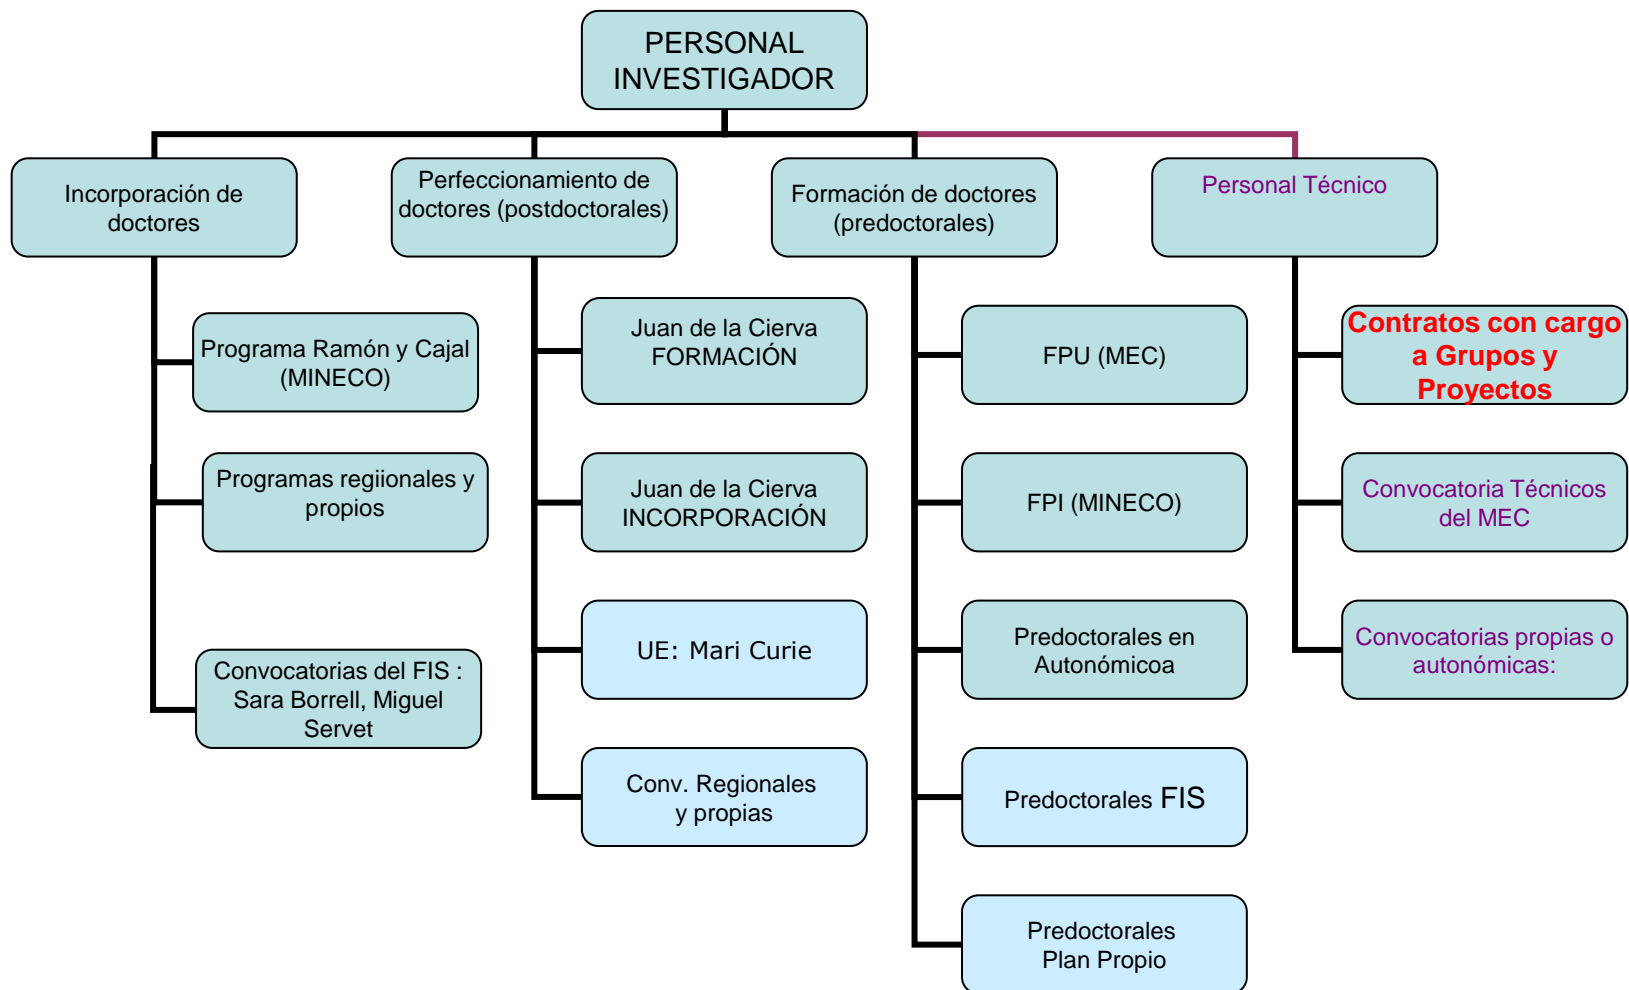 PERSONAL
INVESTIGADOR
Incorporación de
doctores
Perfeccionamiento de
doctores (postdoctorales)
Formación de doctores
(predoctorales)
Personal Técnico
Programa Ramón y Cajal
(MINECO)
Programas regiionales y
propios
Convocatorias del FIS :
Sara Borrell, Miguel
Servet
Juan de la Cierva
FORMACIÓN
Juan de la Cierva
INCORPORACIÓN
UE: Mari Curie
Conv. Regionales
y propias
FPU (MEC)
FPI (MINECO)
Predoctorales en
Autonómicoa
Predoctorales FIS
Predoctorales
Plan Propio
Contratos con cargo
a Grupos y
Proyectos
Convocatoria Técnicos
del MEC
Convocatorias propias o
autonómicas: